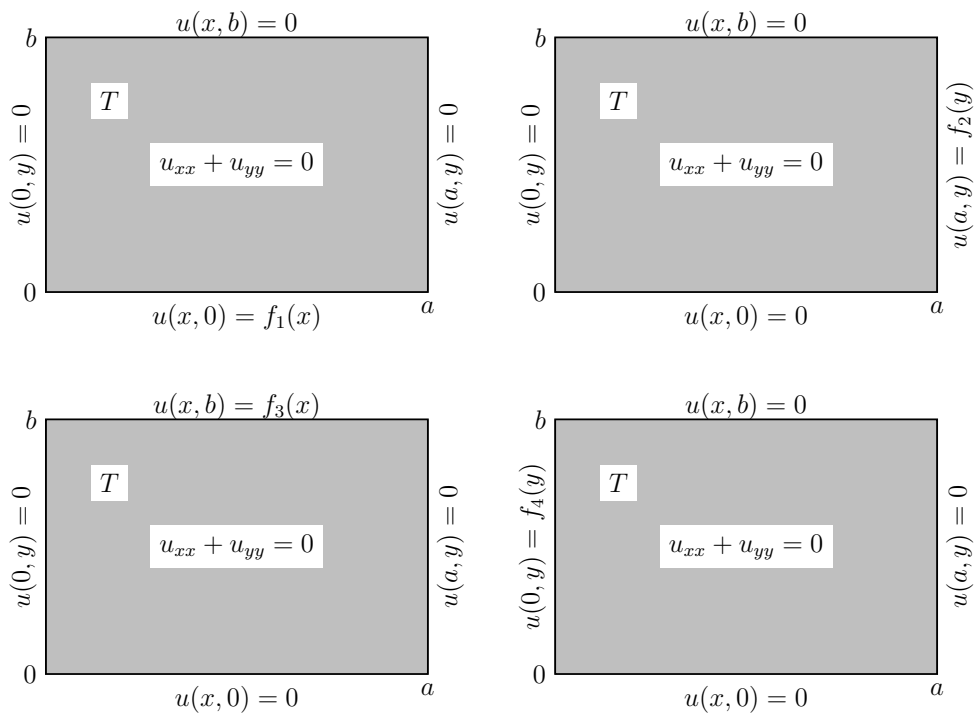 u(x, b) = 0
b
T
u(0, y) = 0
u_{xx} + u_{yy} = 0
u(a, y) = 0
0
u(x, 0) = f_1(x)
a
u(x, b) = 0
b
T
u(0, y) = 0
u_{xx} + u_{yy} = 0
u(a, y) = f_2(y)
0
u(x, 0) = 0
a
u(x, b) = f_3(x)
b
T
u(0, y) = 0
u_{xx} + u_{yy} = 0
u(a, y) = 0
0
u(x, 0) = 0
a
u(x, b) = 0
b
T
u(0, y) = f_4(y)
u_{xx} + u_{yy} = 0
u(a, y) = 0
0
u(x, 0) = 0
a